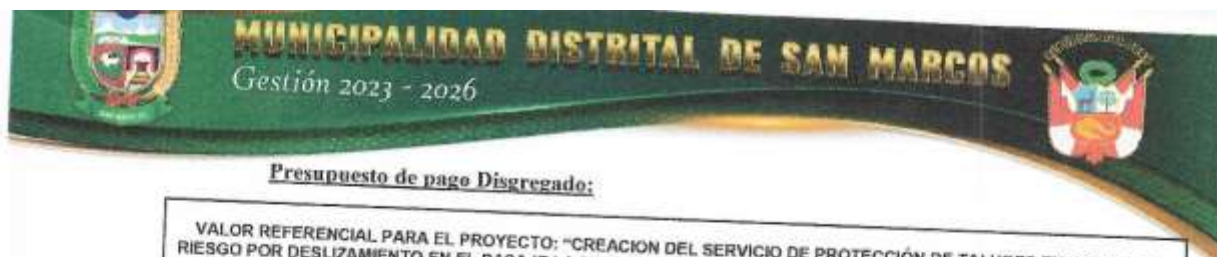 MUNICIPALIDAD DISTRITAL DE SAN MARCOS
Gestión 2023 - 2026
Presupuesto de pago Disgregado:
VALOR REFERENCIAL PARA EL PROYECTO: "CREACION DEL SERVICIO DE PROTECCIÓN DE
RIESGO POR DESLIZAMIENTO EN EL